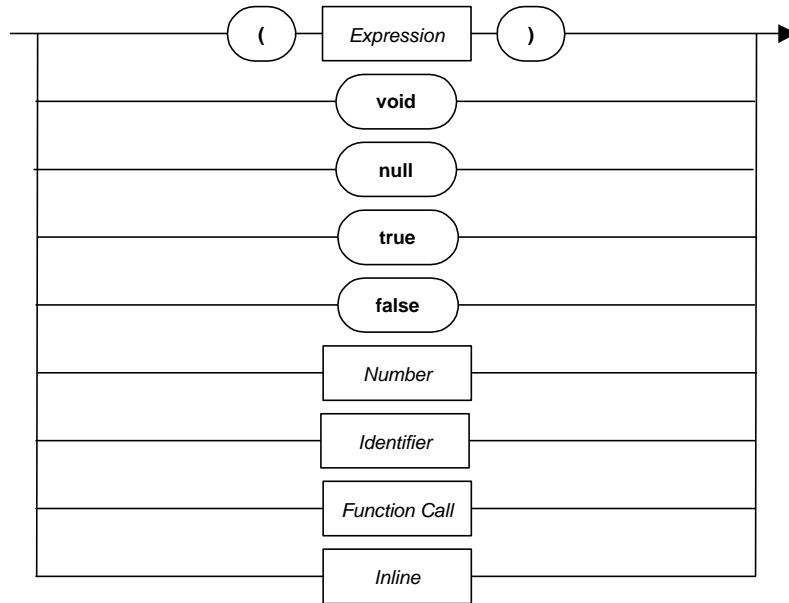 ( Expression )
void
null
true
false
Number
Identifier
Function Call
Inline